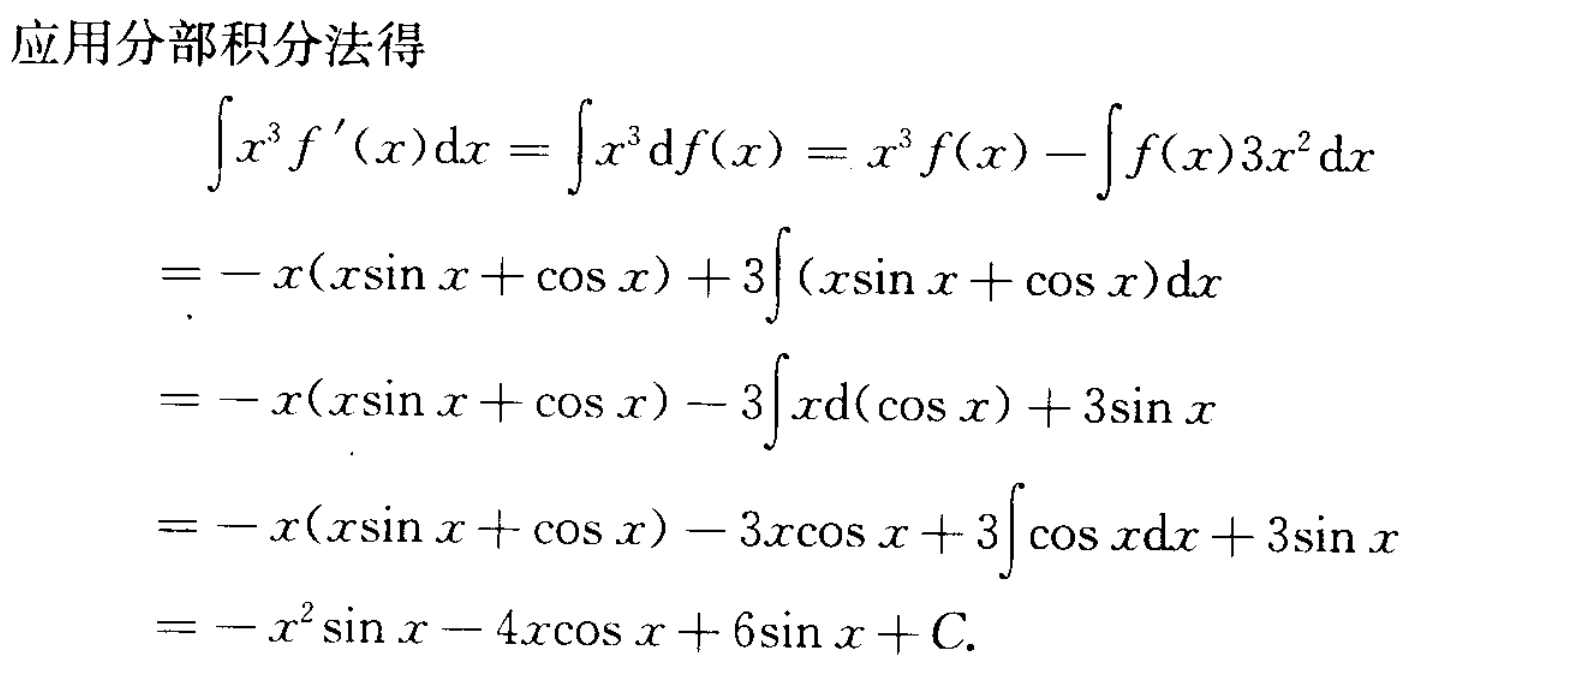 应用分部积分法得
∫x³f′(x)dx = ∫x³df(x) = x³f(x) − ∫f(x)3x²dx
= − x(xsin x + cos x) + 3∫(xsin x + cos x)dx
= − x(xsin x + cos x) − 3∫xd(cos x) + 3sin x
= − x(xsin x + cos x) − 3xcos x + 3∫cos xdx + 3sin x
= − x²sin x − 4xcos x + 6sin x + C.